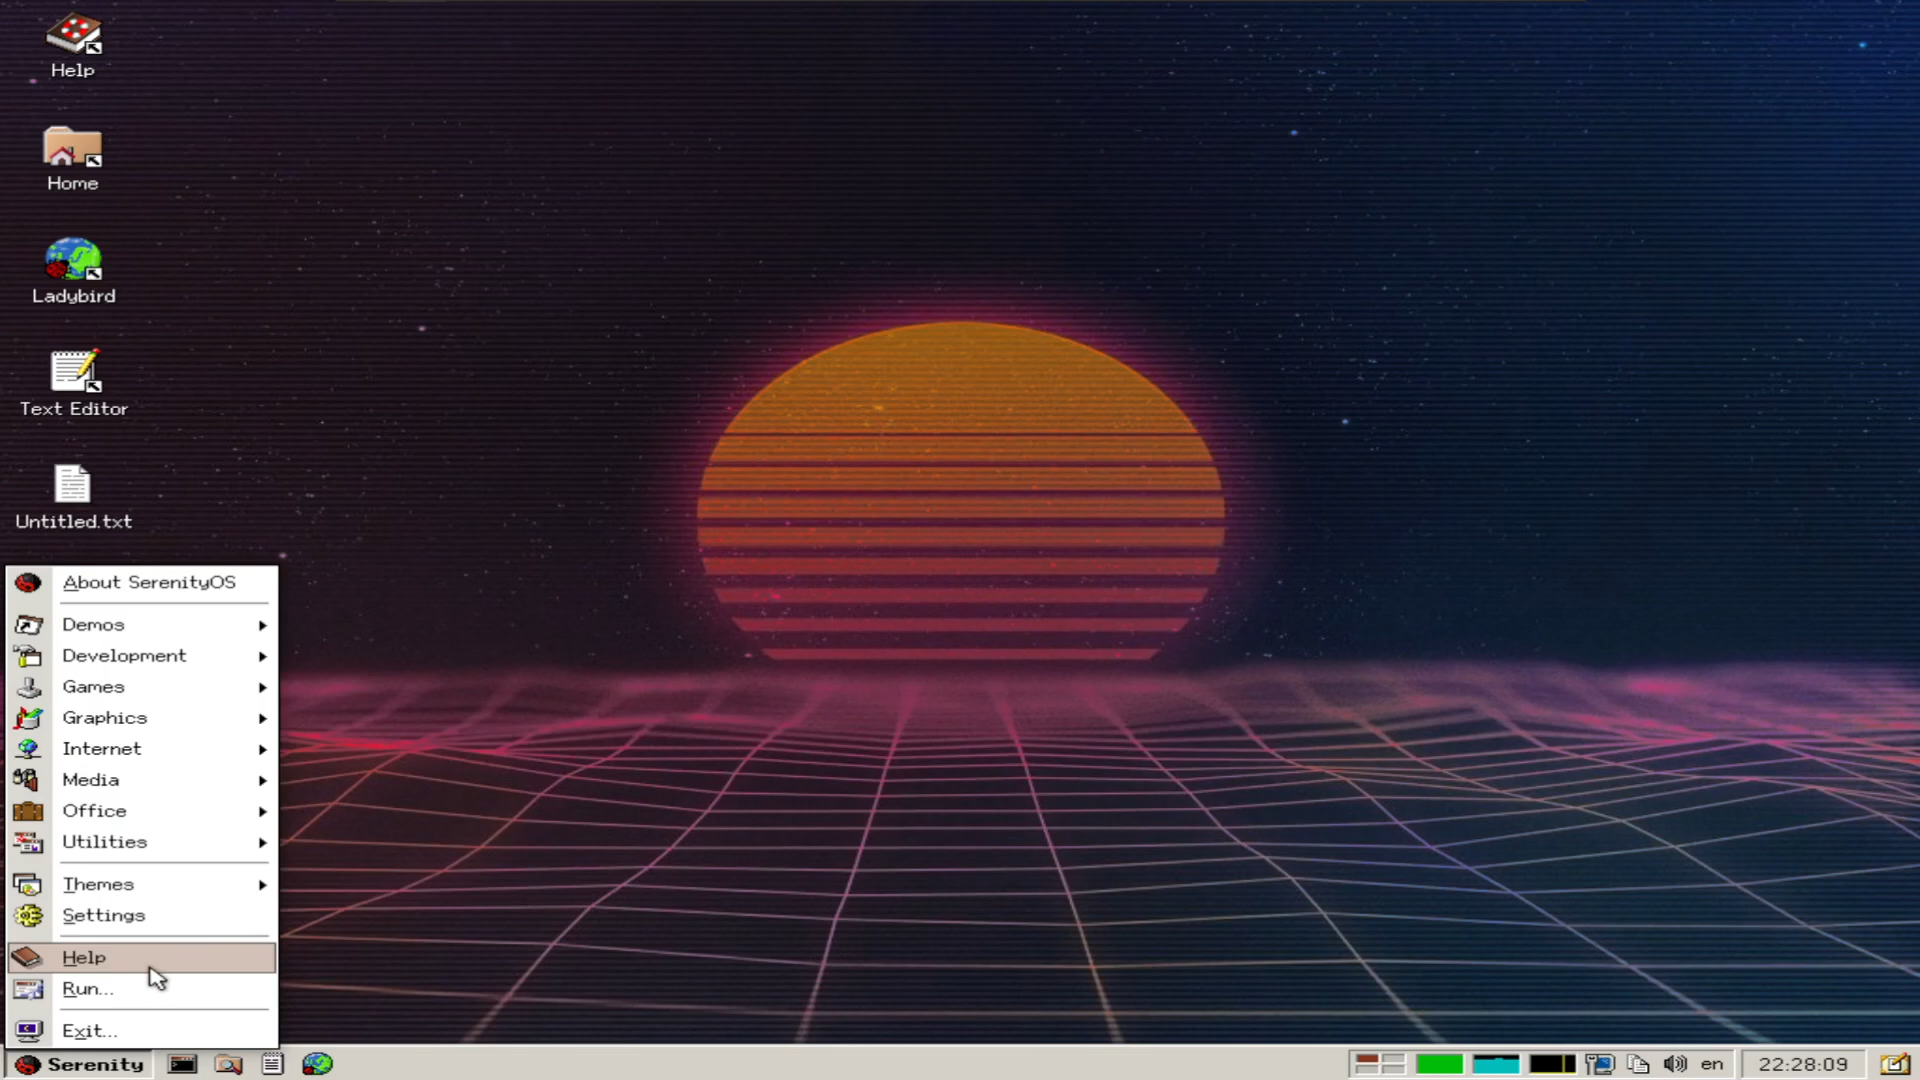 Help
Home
Ladybird
Text Editor
Untitled.txt
About SerenityOS
Demos
Development
Games
Graphics
Internet
Media
Office
Utilities
Themes
Settings
Help
Run...
Exit...
Serenity
en
22:28:09